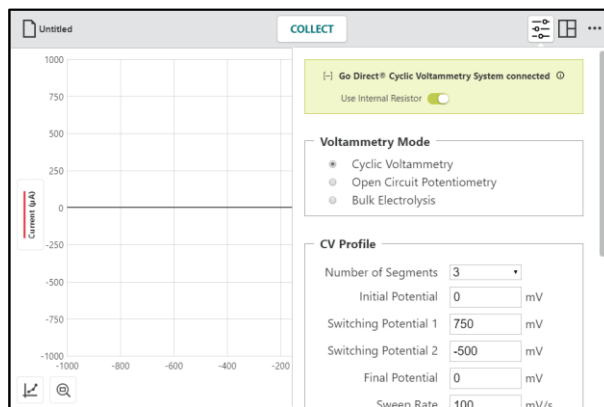 Untitled
COLLECT
[–] Go Direct® Cyclic Voltammetry System connected
Use Internal Resistor
Voltammetry Mode
Cyclic Voltammetry
Open Circuit Potentiometry
Bulk Electrolysis
CV Profile
Number of Segments 3
Initial Potential 0 mV
Switching Potential 1 750 mV
Switching Potential 2 -500 mV
Final Potential 0 mV
Sweep Rate 100 mV/s
Current (µA)
1000
750
500
250
0
-250
-500
-750
-1000
-1000 -800 -600 -400 -200